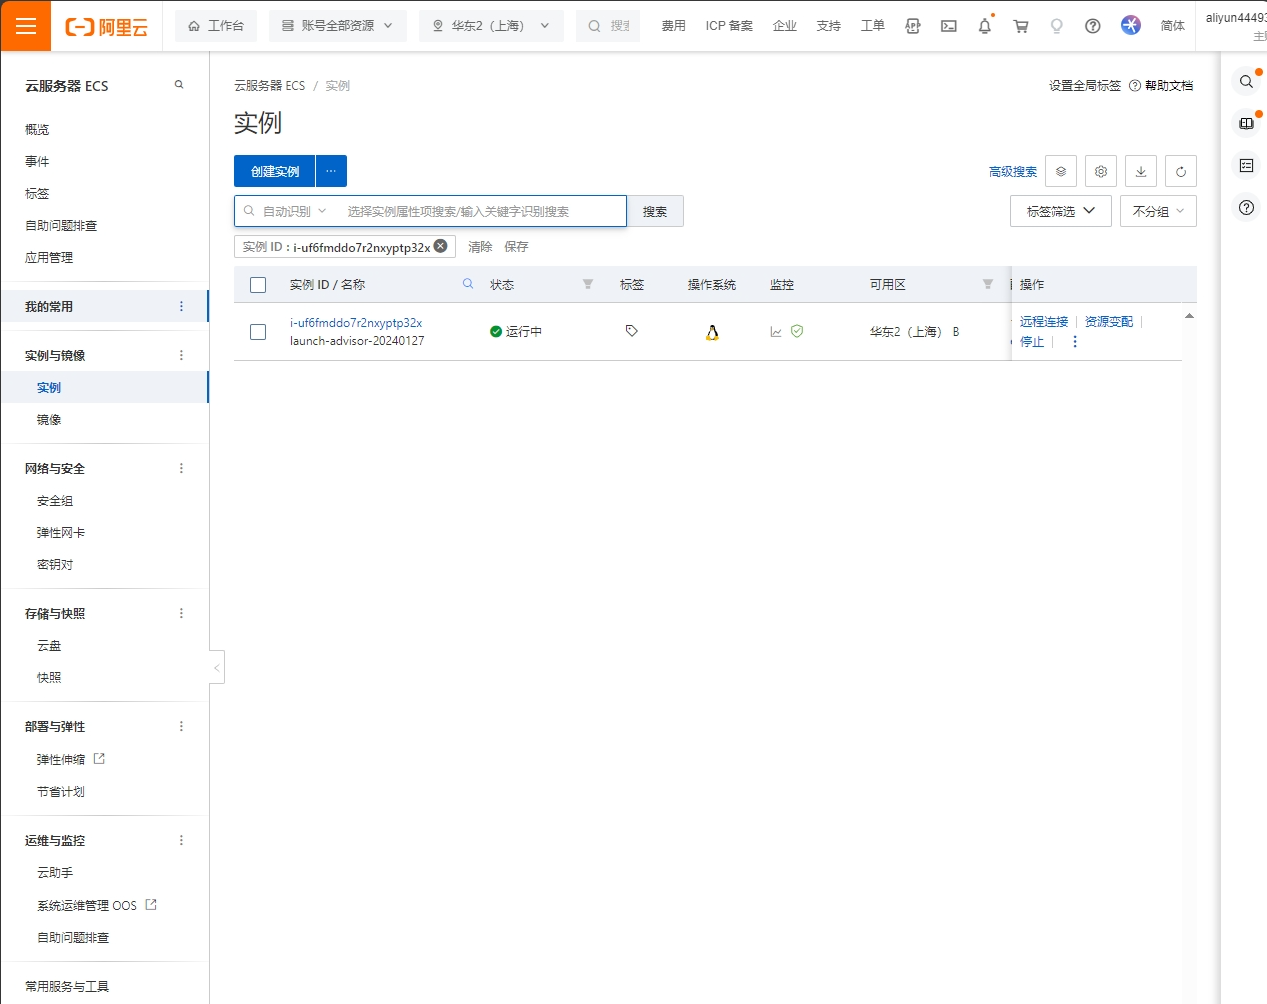 阿里云
工作台
账号全部资源
华东2（上海）
搜索
费用
ICP 备案
企业
支持
工单
简体
aliyun44493
云服务器 ECS
概览
事件
标签
自助问题排查
应用管理
我的常用
实例与镜像
实例
镜像
网络与安全
安全组
弹性网卡
密钥对
存储与快照
云盘
快照
部署与弹性
弹性伸缩
节省计划
运维与监控
云助手
系统运维管理 OOS
自助问题排查
常用服务与工具
云服务器 ECS / 实例
设置全局标签
帮助文档
实例
创建实例
...
高级搜索
自动识别
选择实例属性项搜索/输入关键字识别搜索
搜索
标签筛选
不分组
实例 ID : i-uf6fmddo7r2nxyptp32x
清除
保存
实例 ID / 名称
状态
标签
操作系统
监控
可用区
操作
i-uf6fmddo7r2nxyptp32x
launch-advisor-20240127
运行中
华东2（上海） B
远程连接
资源变配
停止